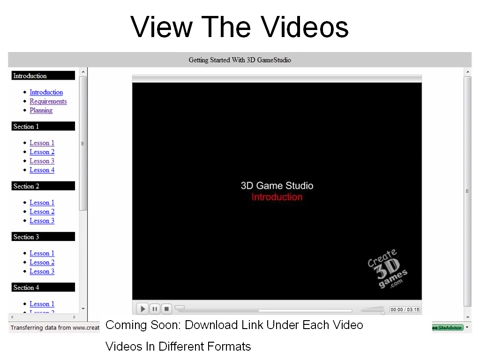 View The Videos
Getting Started With 3D GameStudio
Introduction
Introduction
Requirements
Planning
Section 1
Lesson 1
Lesson 2
Lesson 3
Lesson 4
Section 2
Lesson 1
Lesson 2
Lesson 3
Section 3
Lesson 1
Lesson 2
Lesson 3
Section 4
Lesson 1
Lesson 2
3D Game Studio
Introduction
Create
3D
games
.com
00:00 / 03:15
Transferring data from www.creat
SiteAdvisor
Coming Soon: Download Link Under Each Video
Videos In Different Formats